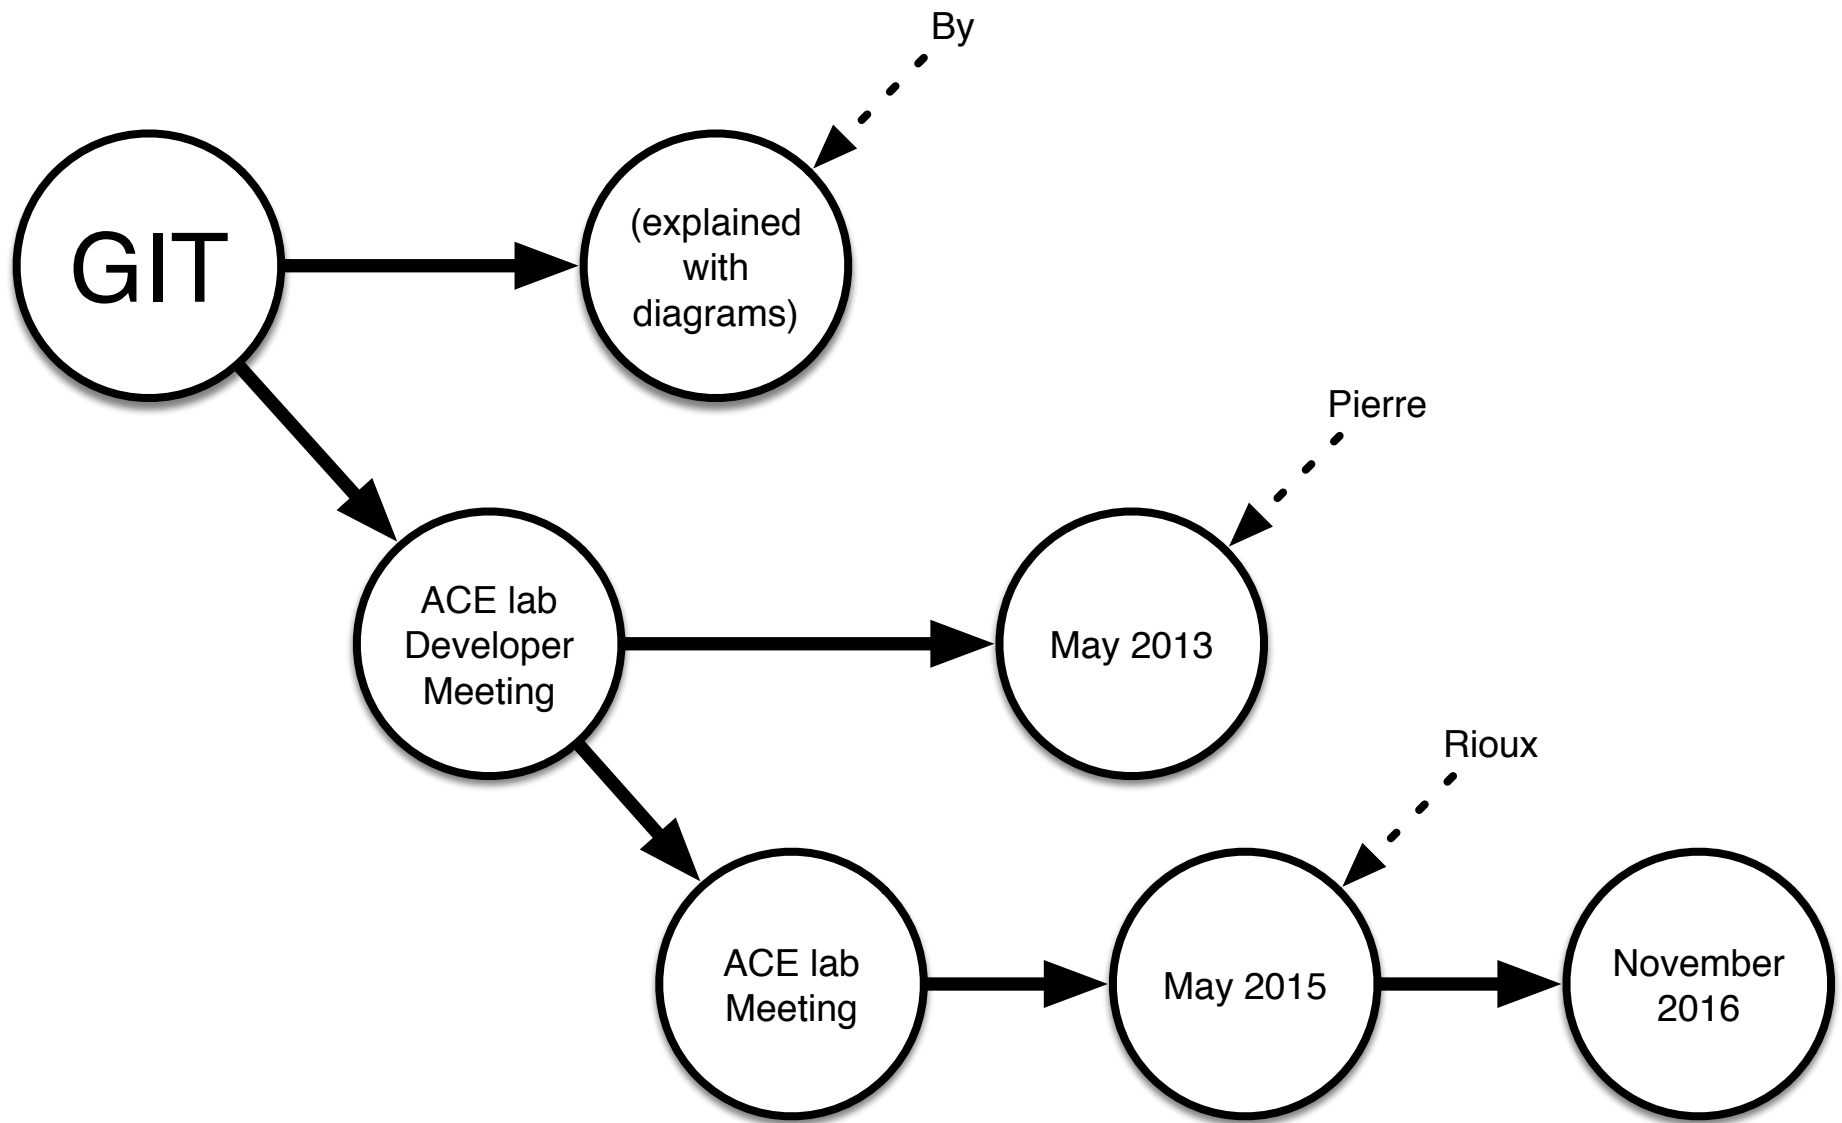 By
GIT
(explained
with
diagrams)
Pierre
ACE lab
Developer
Meeting
May 2013
Rioux
ACE lab
Meeting
May 2015
November
2016